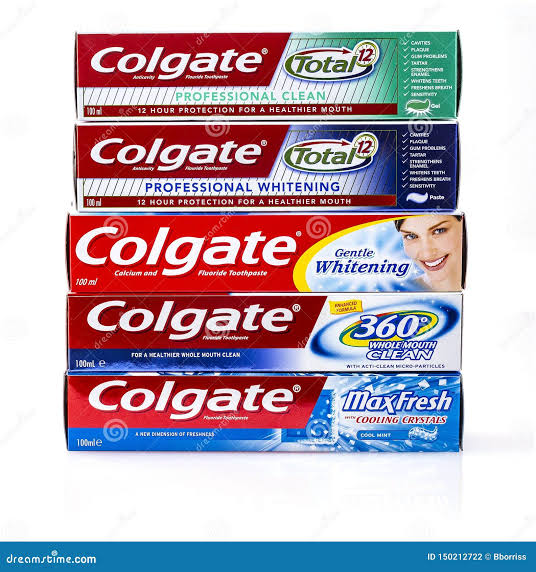 Colgate®
Anticavity Fluoride Toothpaste
Total 12
PROFESSIONAL CLEAN
100 ml
12 HOUR PROTECTION FOR A HEALTHIER MOUTH
✓ CAVITIES
✓ PLAQUE
✓ GUM PROBLEMS
✓ TARTAR
✓ STRENGTHENS
ENAMEL
✓ WHITENS TEETH
✓ FRESHENS BREATH
✓ SENSITIVITY
Gel
Colgate®
Anticavity Fluoride Toothpaste
Total 12
PROFESSIONAL WHITENING
100 ml
12 HOUR PROTECTION FOR A HEALTHIER MOUTH
✓ CAVITIES
✓ PLAQUE
✓ GUM PROBLEMS
✓ TARTAR
✓ STRENGTHENS
ENAMEL
✓ WHITENS TEETH
✓ FRESHENS BREATH
✓ SENSITIVITY
Paste
Colgate®
Calcium and Fluoride Toothpaste
100 ml
Gentle
Whitening
Colgate®
Fluoride Toothpaste
FOR A HEALTHIER WHOLE MOUTH CLEAN
100mL e
ENHANCED
FORMULA
360°
WHOLE MOUTH
CLEAN
WITH ACTI-CLEAN MICRO-PARTICLES
Colgate®
Fluoride Toothpaste
A NEW DIMENSION OF FRESHNESS
100ml e
MaxFresh
WITH COOLING CRYSTALS
COOL MINT
dreamstime.com
ID 150212722 © Bborriss